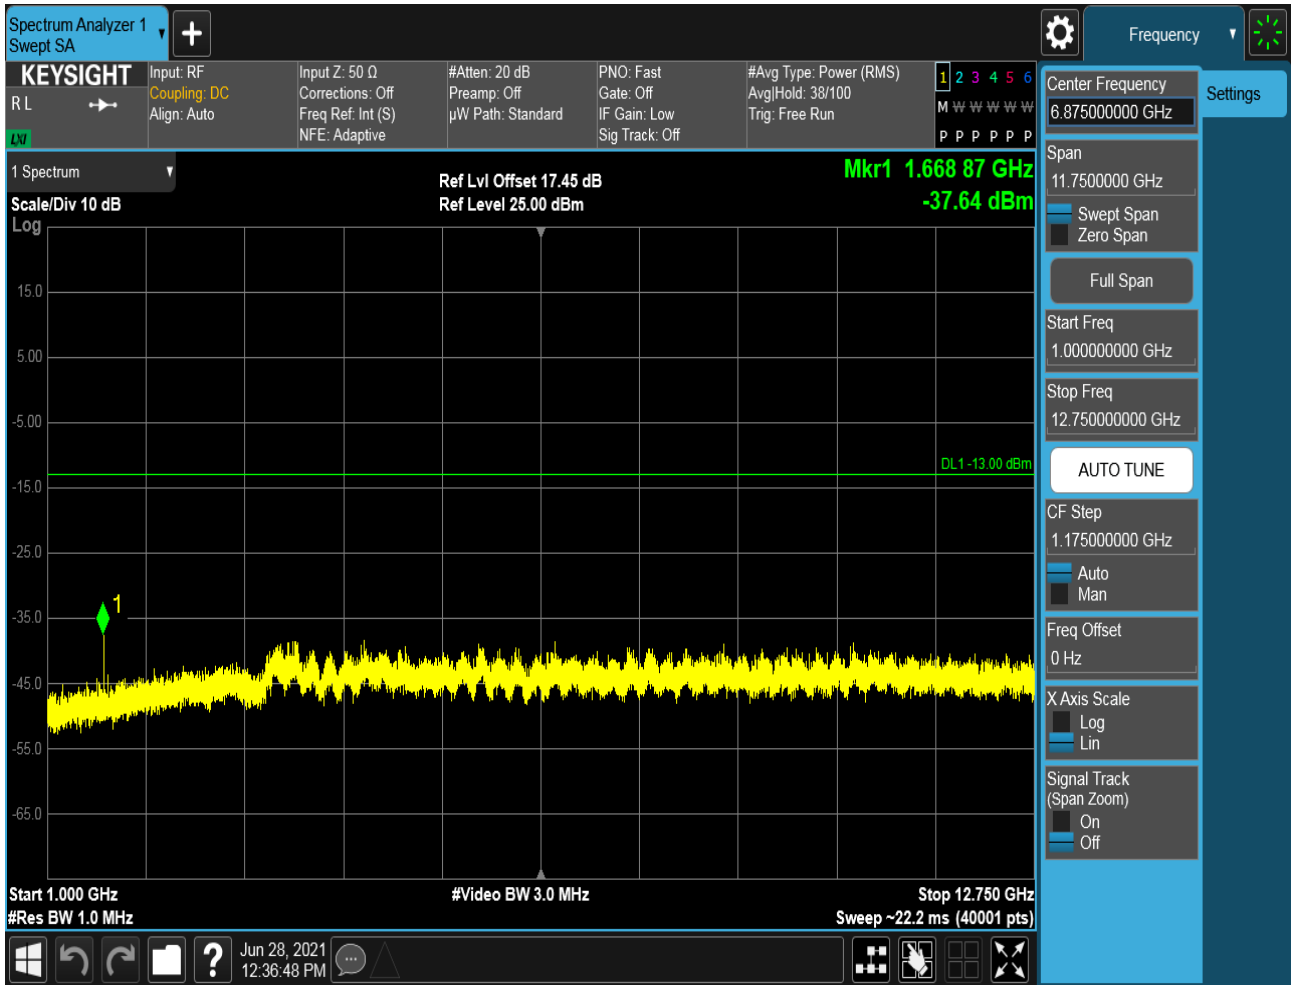 Spectrum Analyzer 1
Swept SA
Frequency
KEYSIGHT
R L
LXI
Input: RF
Coupling: DC
Align: Auto
Input Z: 50 Ω
Corrections: Off
Freq Ref: Int (S)
NFE: Adaptive
#Atten: 20 dB
Preamp: Off
µW Path: Standard
PNO: Fast
Gate: Off
IF Gain: Low
Sig Track: Off
#Avg Type: Power (RMS)
Avg|Hold: 38/100
Trig: Free Run
1 2 3 4 5 6
M W W W W W
P P P P P P
1 Spectrum
Scale/Div 10 dB
Log
Ref Lvl Offset 17.45 dB
Ref Level 25.00 dBm
Mkr1 1.668 87 GHz
-37.64 dBm
15.0
5.00
-5.00
DL1 -13.00 dBm
-15.0
-25.0
1
-35.0
-45.0
-55.0
-65.0
Start 1.000 GHz
#Res BW 1.0 MHz
#Video BW 3.0 MHz
Stop 12.750 GHz
Sweep ~22.2 ms (40001 pts)
Center Frequency
6.875000000 GHz
Settings
Span
11.7500000 GHz
Swept Span
Zero Span
Full Span
Start Freq
1.000000000 GHz
Stop Freq
12.750000000 GHz
AUTO TUNE
CF Step
1.175000000 GHz
Auto
Man
Freq Offset
0 Hz
X Axis Scale
Log
Lin
Signal Track
(Span Zoom)
On
Off
?
Jun 28, 2021
12:36:48 PM